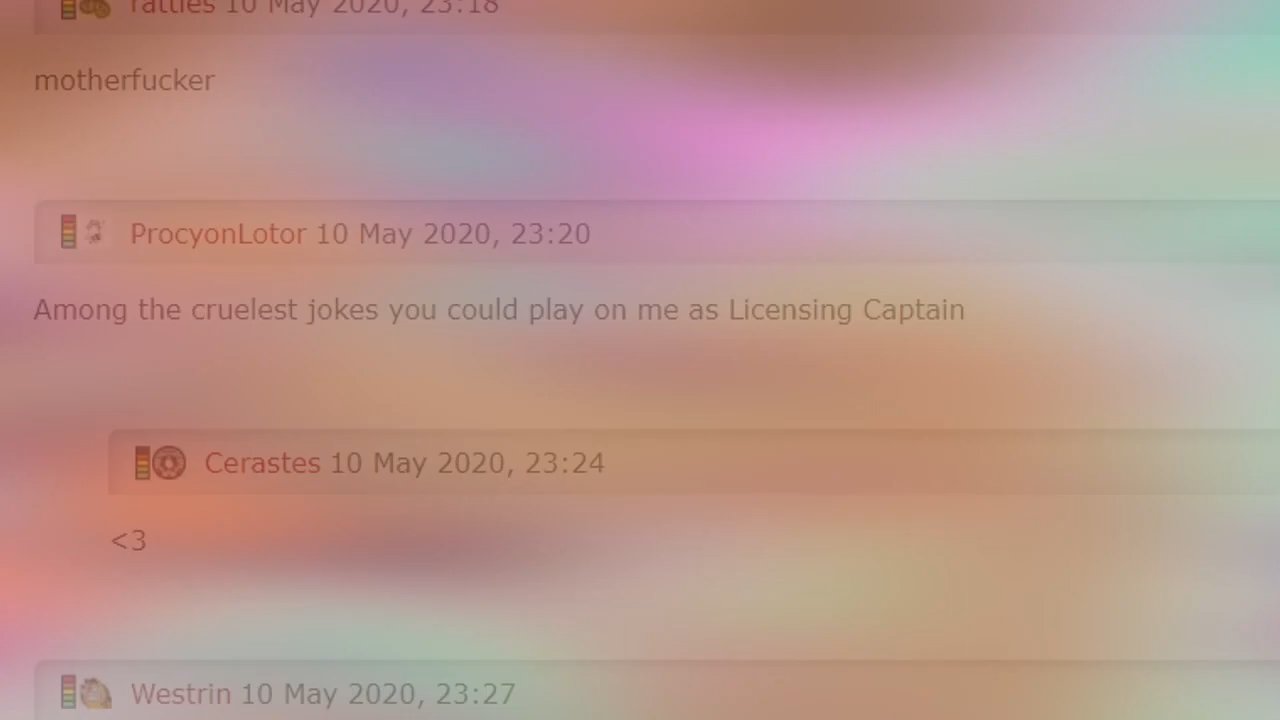 ratties 10 May 2020, 23:18
motherfucker
ProcyonLotor 10 May 2020, 23:20
Among the cruelest jokes you could play on me as Licensing Captain
Cerastes 10 May 2020, 23:24
<3
Westrin 10 May 2020, 23:27